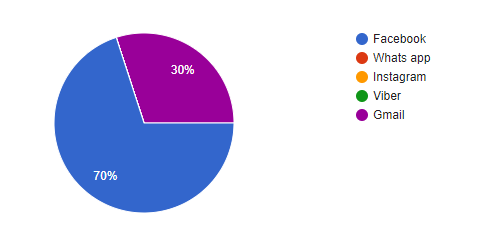 30%
70%
Facebook
Whats app
Instagram
Viber
Gmail